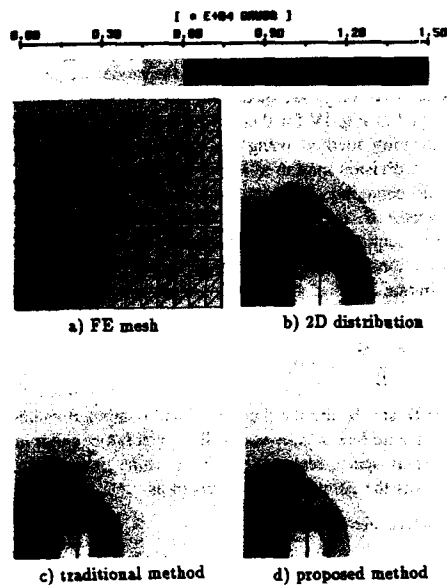 [ * E+04 GAUSS ]
0.00 0.30 0.60 0.90 1.20 1.50
a) FE mesh
b) 2D distribution
c) traditional method
d) proposed method